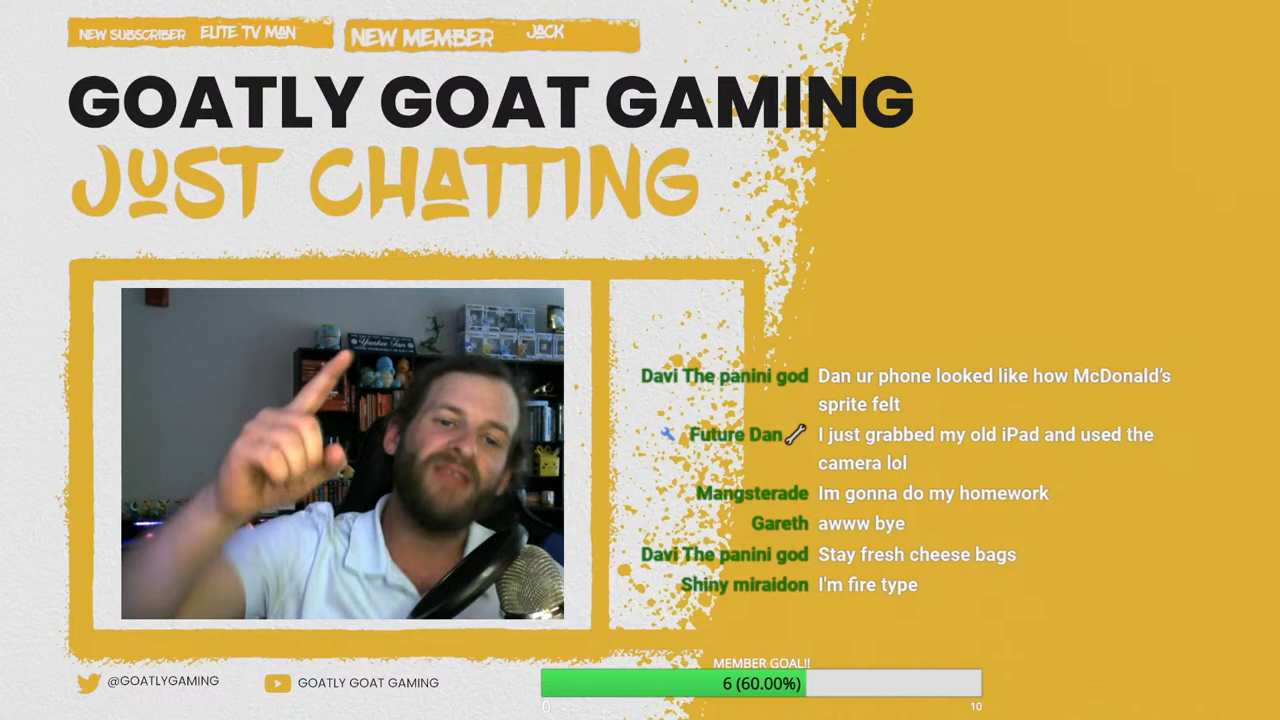 NEW SUBSCRIBER ELITE TV MAN
NEW MEMBER JACK
GOATLY GOAT GAMING
JUST CHATTING
Yankee Fan
Davi The panini god Dan ur phone looked like how McDonald's
sprite felt
Future Dan I just grabbed my old iPad and used the
camera lol
Mangsterade Im gonna do my homework
Gareth awww bye
Davi The panini god Stay fresh cheese bags
Shiny miraidon I'm fire type
MEMBER GOAL!!
6 (60.00%)
0 10
@GOATLYGAMING
GOATLY GOAT GAMING